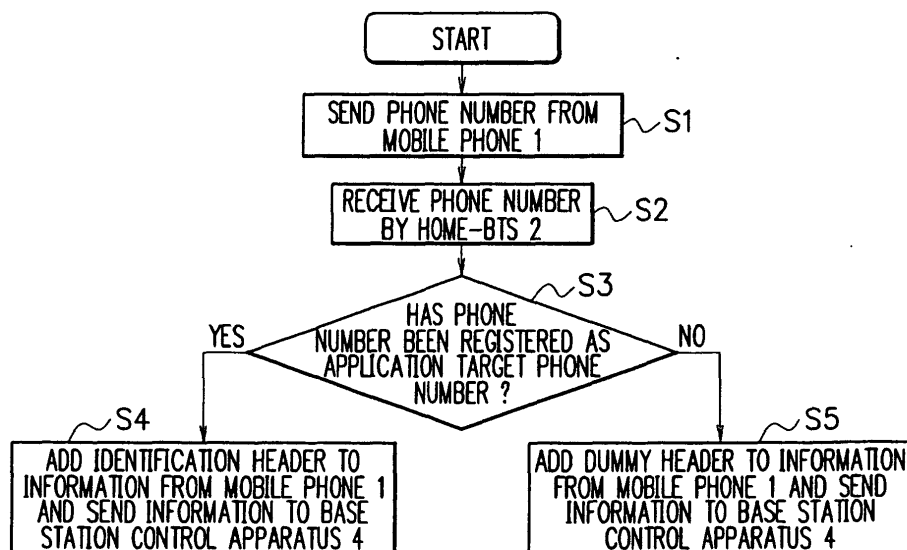 START
SEND PHONE NUMBER FROM
MOBILE PHONE 1
S1
RECEIVE PHONE NUMBER
BY HOME-BTS 2
S2
S3
HAS PHONE
NUMBER BEEN REGISTERED AS
APPLICATION TARGET PHONE
NUMBER ?
YES
NO
S4
ADD IDENTIFICATION HEADER TO
INFORMATION FROM MOBILE PHONE 1
AND SEND INFORMATION TO BASE
STATION CONTROL APPARATUS 4
S5
ADD DUMMY HEADER TO INFORMATION
FROM MOBILE PHONE 1 AND SEND
INFORMATION TO BASE STATION
CONTROL APPARATUS 4